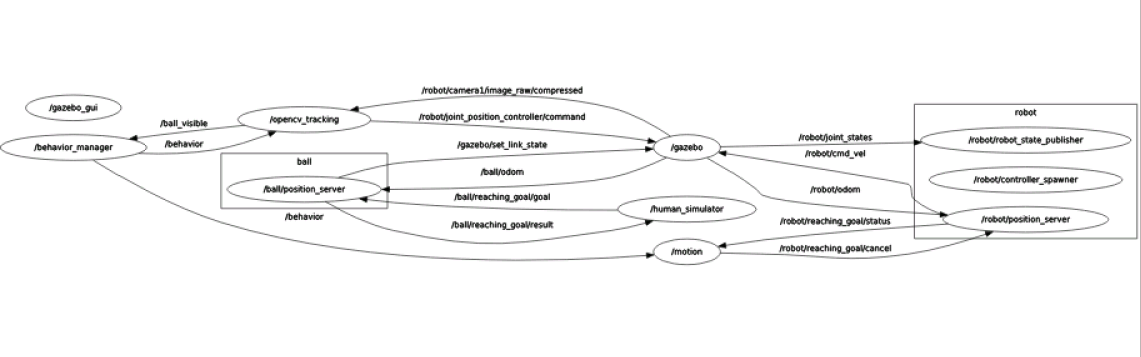 /gazebo_gui
/behavior_manager
/ball_visible
/behavior
/opencv_tracking
/robot/camera1/image_raw/compressed
/robot/joint_position_controller/command
ball
/ball/position_server
/gazebo/set_link_state
/ball/odom
/ball/reaching_goal/goal
/ball/reaching_goal/result
/behavior
/gazebo
/human_simulator
/motion
/robot/joint_states
/robot/cmd_vel
/robot/odom
/robot/reaching_goal/status
/robot/reaching_goal/cancel
robot
/robot/robot_state_publisher
/robot/controller_spawner
/robot/position_server